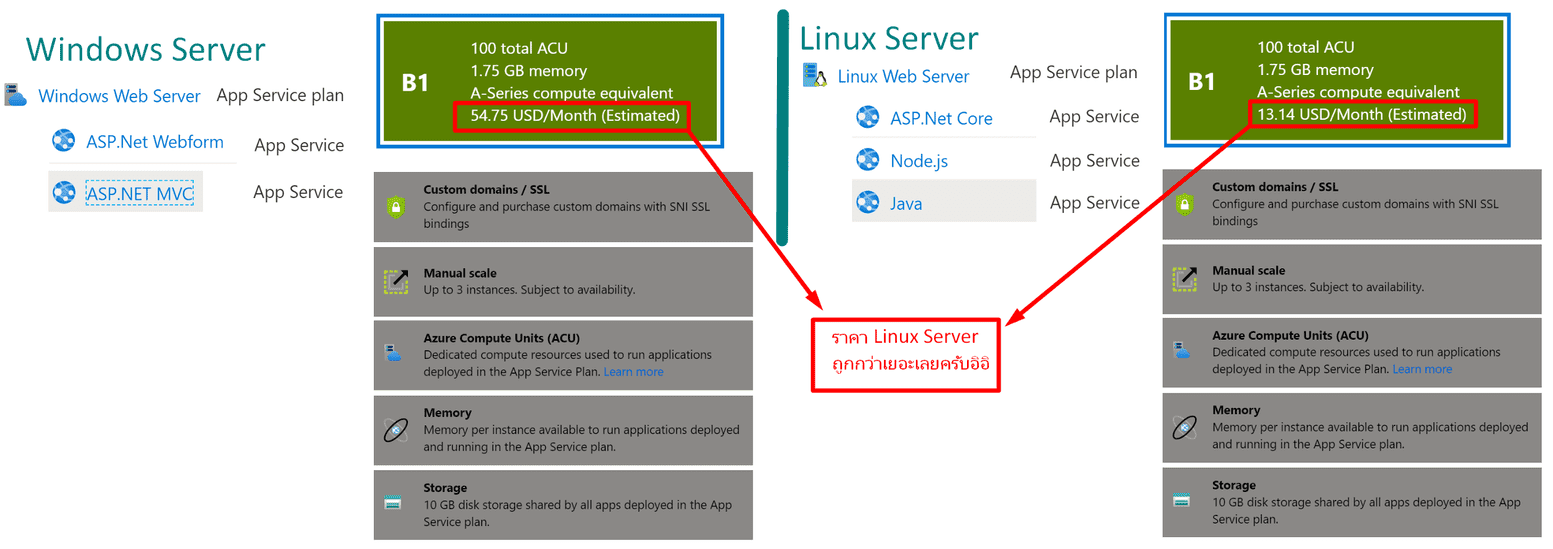 Windows Server
Windows Web Server App Service plan
ASP.Net Webform App Service
ASP.NET MVC App Service
B1
100 total ACU
1.75 GB memory
A-Series compute equivalent
54.75 USD/Month (Estimated)
Custom domains / SSL
Configure and purchase custom domains with SNI SSL
bindings
Manual scale
Up to 3 instances. Subject to availability.
Azure Compute Units (ACU)
Dedicated compute resources used to run applications
deployed in the App Service Plan. Learn more
Memory
Memory per instance available to run applications deployed
and running in the App Service plan.
Storage
10 GB disk storage shared by all apps deployed in the App
Service plan.
Linux Server
Linux Web Server App Service plan
ASP.Net Core App Service
Node.js App Service
Java App Service
ราคา Linux Server
ถูกกว่าเยอะเลยครับอิอิ
B1
100 total ACU
1.75 GB memory
A-Series compute equivalent
13.14 USD/Month (Estimated)
Custom domains / SSL
Configure and purchase custom domains with SNI SSL
bindings
Manual scale
Up to 3 instances. Subject to availability.
Azure Compute Units (ACU)
Dedicated compute resources used to run applications
deployed in the App Service Plan. Learn more
Memory
Memory per instance available to run applications deployed
and running in the App Service plan.
Storage
10 GB disk storage shared by all apps deployed in the App
Service plan.